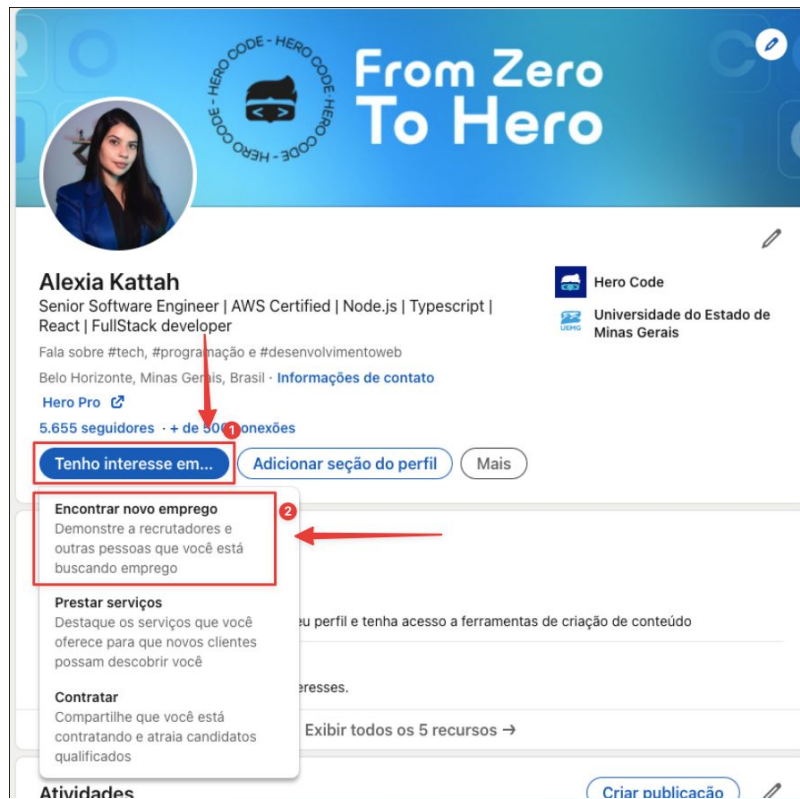 HERO CODE - HERO CODE - HERO CODE - HERO CODE -
From Zero
To Hero
Alexia Kattah
Senior Software Engineer | AWS Certified | Node.js | Typescript |
React | FullStack developer
Fala sobre #tech, #programação e #desenvolvimentoweb
Belo Horizonte, Minas Gerais, Brasil · Informações de contato
Hero Pro
5.655 seguidores · + de 500 conexões
Hero Code
UEMG
Universidade do Estado de
Minas Gerais
1
Tenho interesse em...
Adicionar seção do perfil
Mais
Encontrar novo emprego
2
Demonstre a recrutadores e
outras pessoas que você está
buscando emprego
Prestar serviços
Destaque os serviços que você
oferece para que novos clientes
possam descobrir você
perfil e tenha acesso a ferramentas de criação de conteúdo
Contratar
Compartilhe que você está
contratando e atraia candidatos
qualificados
eresses.
Exibir todos os 5 recursos →
Atividades
Criar publicação